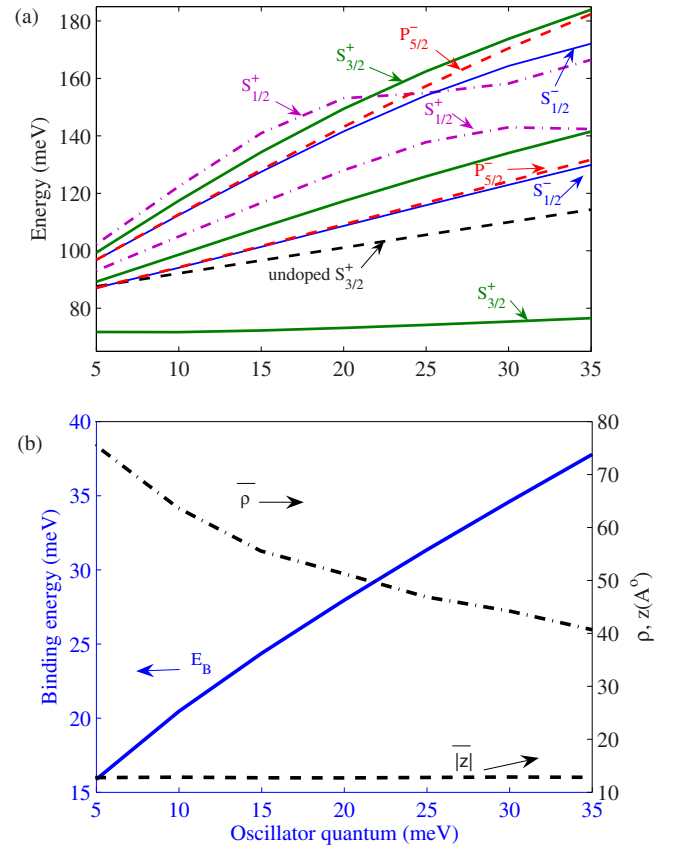 (a)
180
160
140
120
100
80
Energy (meV)
S+1/2
S+3/2
P−5/2
S+1/2
S−1/2
P−5/2
S−1/2
undoped S+3/2
S+3/2
5 10 15 20 25 30 35
(b)
40
35
30
25
20
15
Binding energy (meV)
ρ
EB
|z|
80
70
60
50
40
30
20
10
ρ, z(Ao)
5 10 15 20 25 30 35
Oscillator quantum (meV)